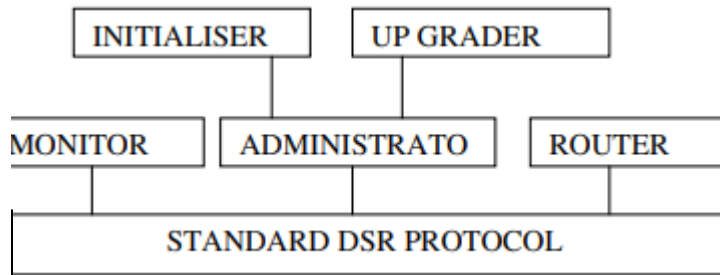 INITIALISER UP GRADER
MONITOR ADMINISTRATO ROUTER
STANDARD DSR PROTOCOL